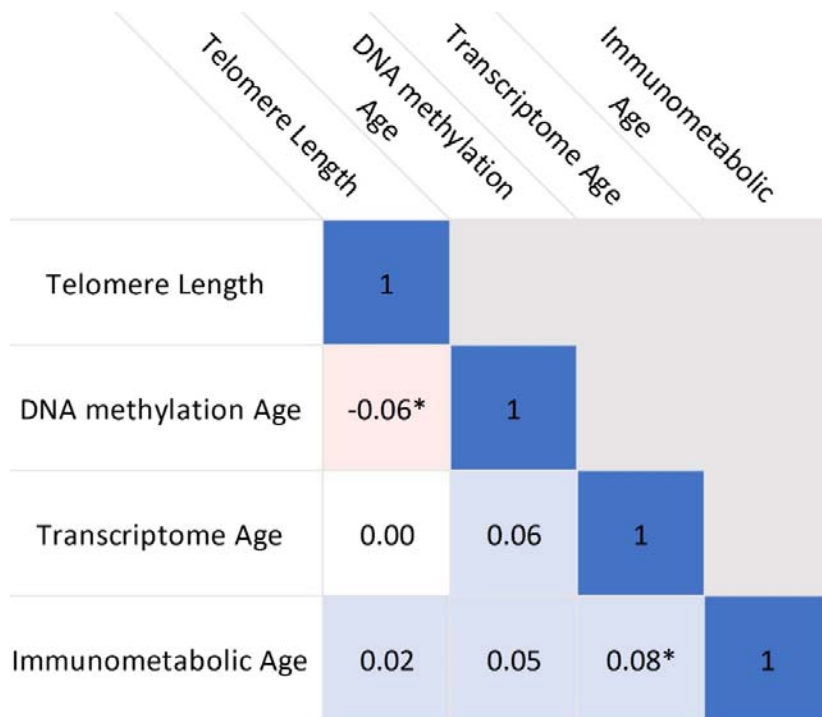 Telomere Length
DNA methylation
Age
Transcriptome Age
Immunometabolic
Age
Telomere Length
1
DNA methylation Age
-0.06*
1
Transcriptome Age
0.00
0.06
1
Immunometabolic Age
0.02
0.05
0.08*
1